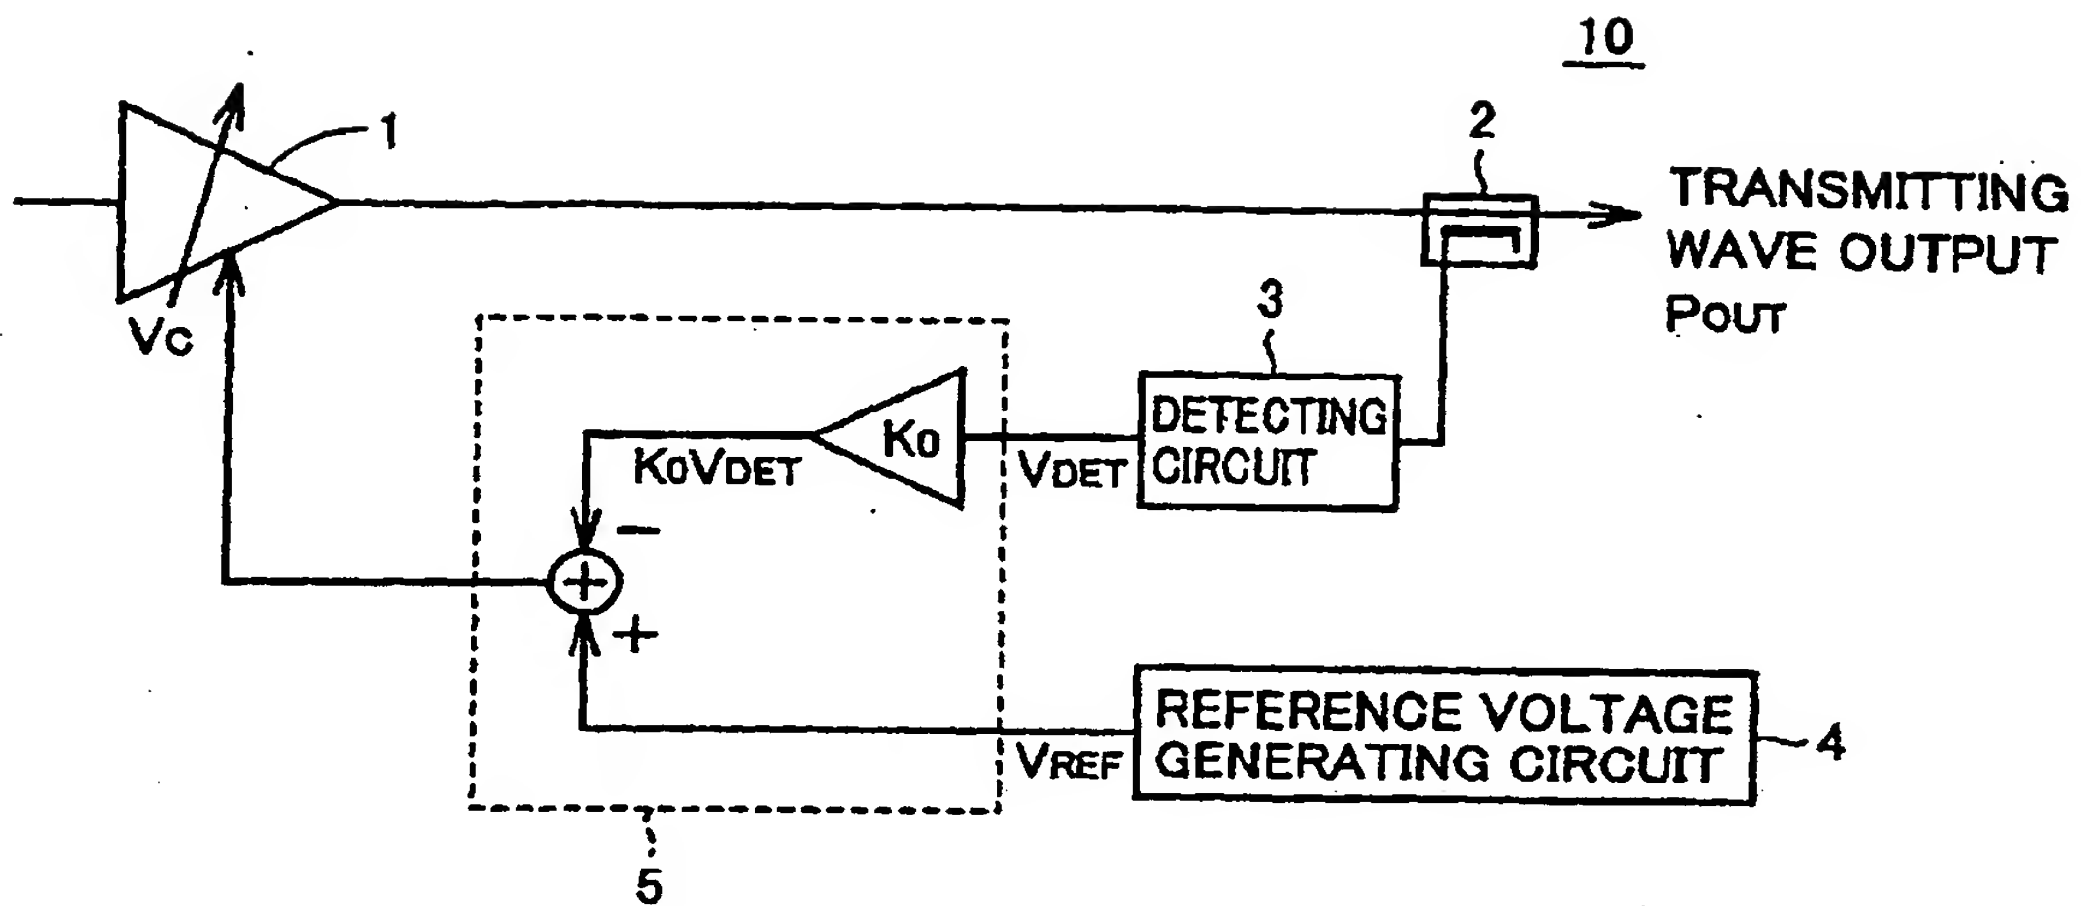 10
1
2
TRANSMITTING
WAVE OUTPUT
POUT
VC
3
DETECTING
CIRCUIT
K0
K0VDET
VDET
−
+
+
REFERENCE VOLTAGE
GENERATING CIRCUIT
VREF
4
5